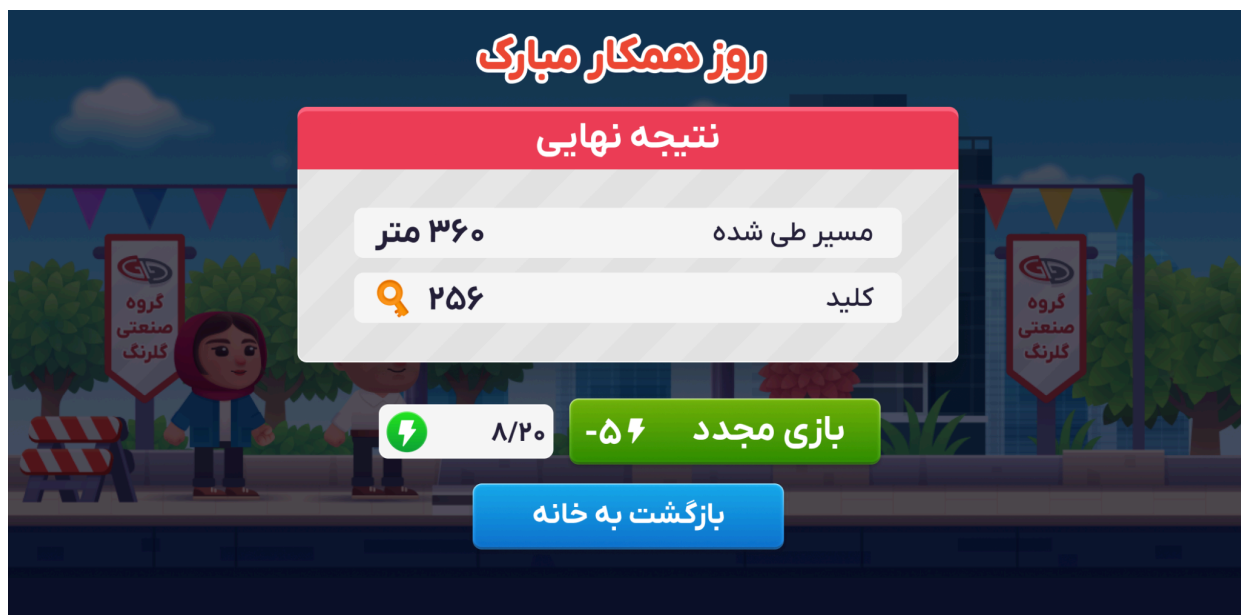 روز همکار مبارک
نتیجه نهایی
مسیر طی شده ۳۶۰ متر
کلید ۲۵۶
گروه
صنعتی
گلرنگ
گروه
صنعتی
گلرنگ
بازی مجدد ۵-
۸/۲۰
بازگشت به خانه